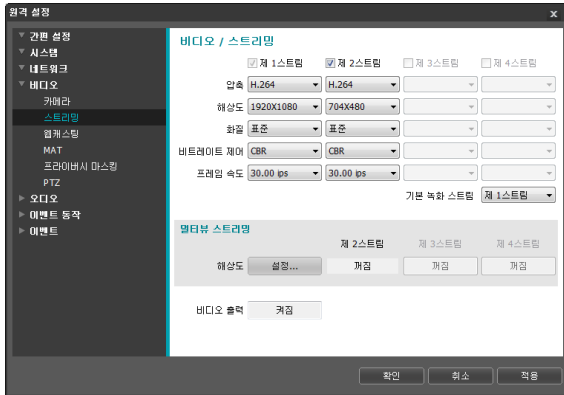 원격 설정 x
간편 설정
시스템
네트워크
비디오
카메라
스트리밍
웹캐스팅
MAT
프라이버시 마스킹
PTZ
오디오
이벤트 동작
이벤트
비디오 / 스트리밍
제 1스트림 제 2스트림 제 3스트림 제 4스트림
압축 H.264 H.264
해상도 1920X1080 704X480
화질 표준 표준
비트레이트 제어 CBR CBR
프레임 속도 30.00 ips 30.00 ips
기본 녹화 스트림 제 1스트림
멀티뷰 스트리밍
제 2스트림 제 3스트림 제 4스트림
해상도 설정... 꺼짐 꺼짐 꺼짐
비디오 출력 켜짐
확인 취소 적용